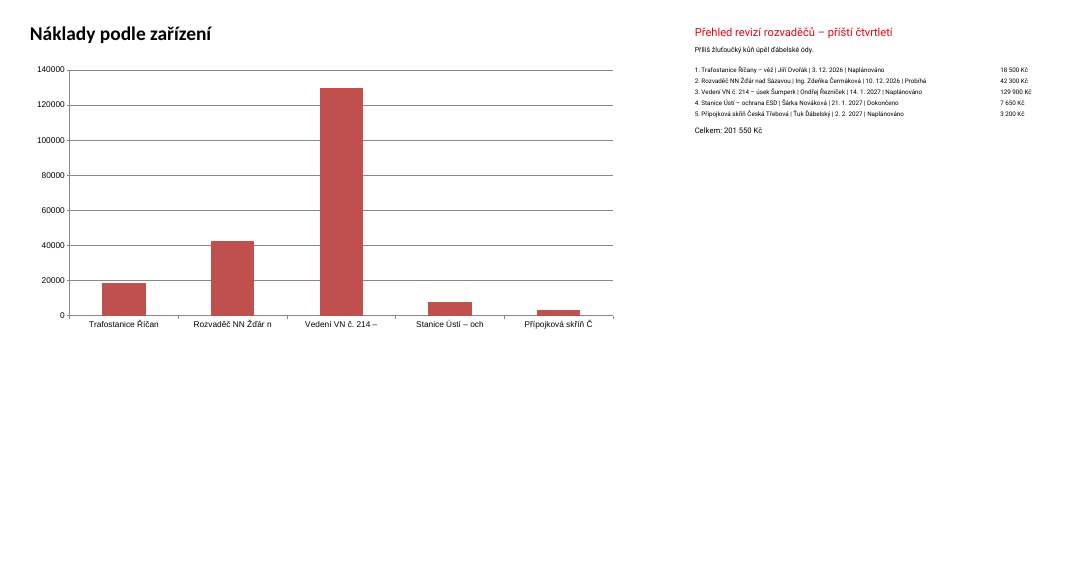 Náklady podle zařízení
140000
120000
100000
80000
60000
40000
20000
0
Trafostanice Říčan
Rozvaděč NN Žďár n
Vedení VN č. 214 –
Stanice Ústí – och
Přípojková skříň Č
Přehled revizí rozvaděčů – příští čtvrtletí
Příliš žluťoučký kůň úpěl ďábelské ódy.
1. Trafostanice Říčany – věž | Jiří Dvořák | 3. 12. 2026 | Naplánováno 18 500 Kč
2. Rozvaděč NN Žďár nad Sázavou | Ing. Zdeňka Čermáková | 10. 12. 2026 | Probíhá 42 300 Kč
3. Vedení VN č. 214 – úsek Šumperk | Ondřej Řezníček | 14. 1. 2027 | Naplánováno 129 900 Kč
4. Stanice Ústí – ochrana ESD | Šárka Nováková | 21. 1. 2027 | Dokončeno 7 650 Kč
5. Přípojková skříň Česká Třebová | Ťuk Ďábelský | 2. 2. 2027 | Naplánováno 3 200 Kč
Celkem: 201 550 Kč